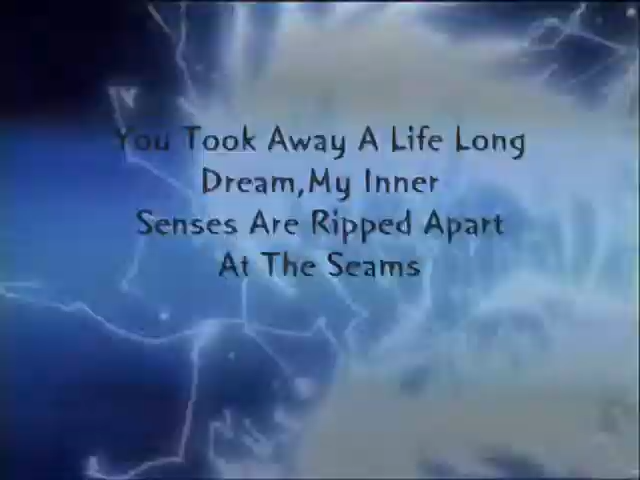 You Took Away A Life Long
Dream,My Inner
Senses Are Ripped Apart
At The Seams